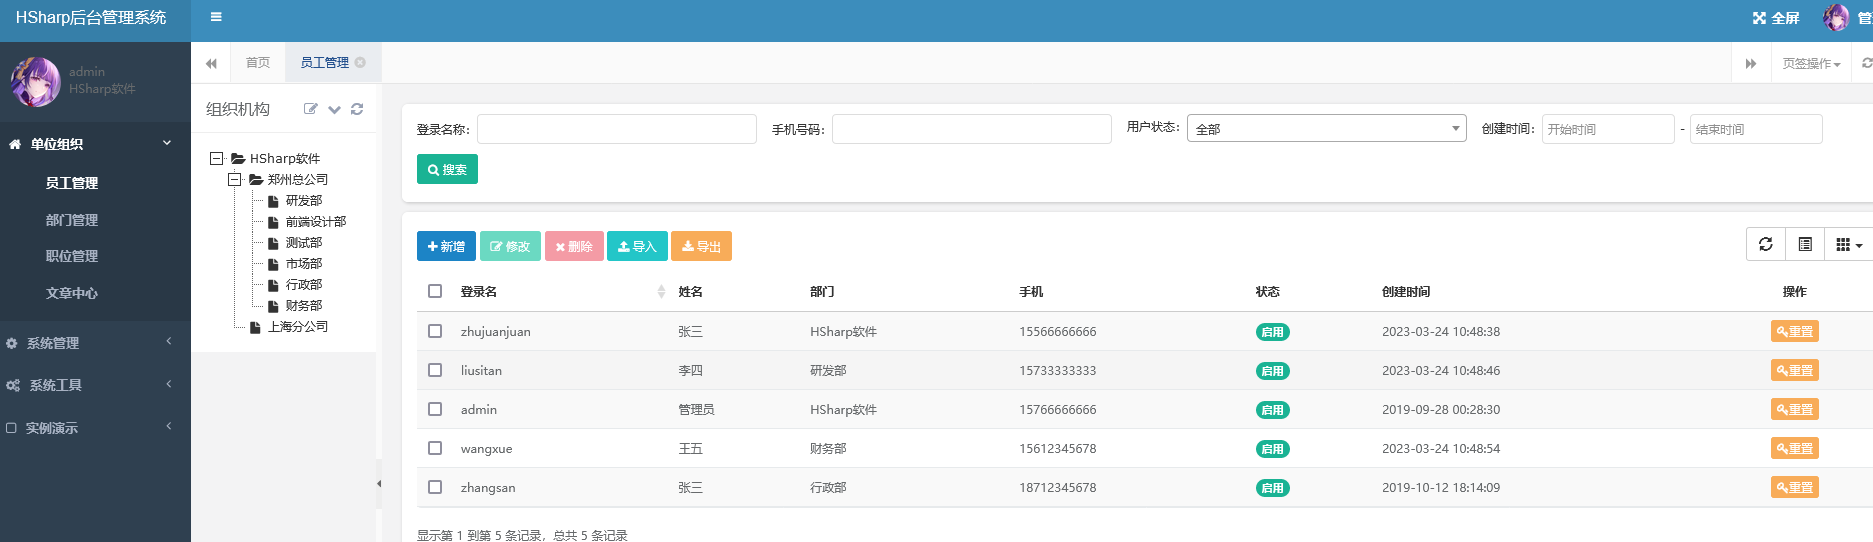 HSharp后台管理系统
全屏
admin
HSharp软件
单位组织
员工管理
部门管理
职位管理
文章中心
系统管理
系统工具
实例演示
首页
员工管理
页签操作
组织机构
HSharp软件
郑州总公司
研发部
前端设计部
测试部
市场部
行政部
财务部
上海分公司
登录名称： 手机号码： 用户状态： 全部 创建时间： 开始时间 - 结束时间
搜索
新增 修改 删除 导入 导出
登录名 姓名 部门 手机 状态 创建时间 操作
zhujuanjuan 张三 HSharp软件 15566666666 启用 2023-03-24 10:48:38 重置
liusitan 李四 研发部 15733333333 启用 2023-03-24 10:48:46 重置
admin 管理员 HSharp软件 15766666666 启用 2019-09-28 00:28:30 重置
wangxue 王五 财务部 15612345678 启用 2023-03-24 10:48:54 重置
zhangsan 张三 行政部 18712345678 启用 2019-10-12 18:14:09 重置
显示第 1 到第 5 条记录，总共 5 条记录